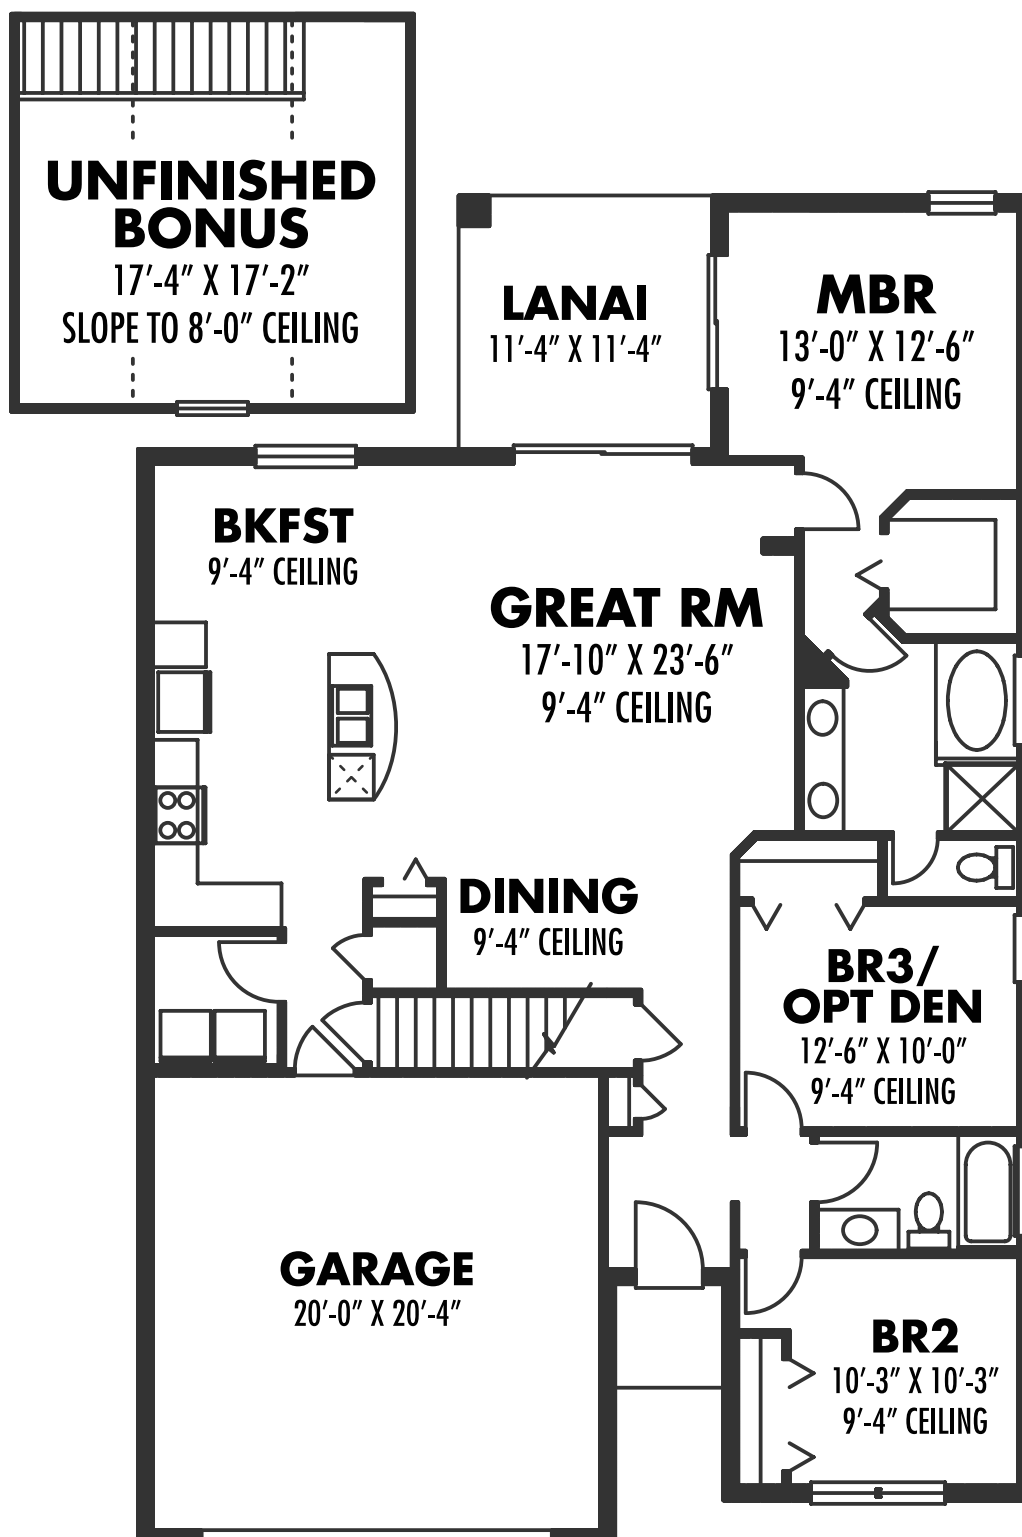 UNFINISHED
BONUS
17'-4" X 17'-2"
SLOPE TO 8'-0" CEILING
LANAI
11'-4" X 11'-4"
MBR
13'-0" X 12'-6"
9'-4" CEILING
BKFST
9'-4" CEILING
GREAT RM
17'-10" X 23'-6"
9'-4" CEILING
DINING
9'-4" CEILING
BR3/
OPT DEN
12'-6" X 10'-0"
9'-4" CEILING
GARAGE
20'-0" X 20'-4"
BR2
10'-3" X 10'-3"
9'-4" CEILING